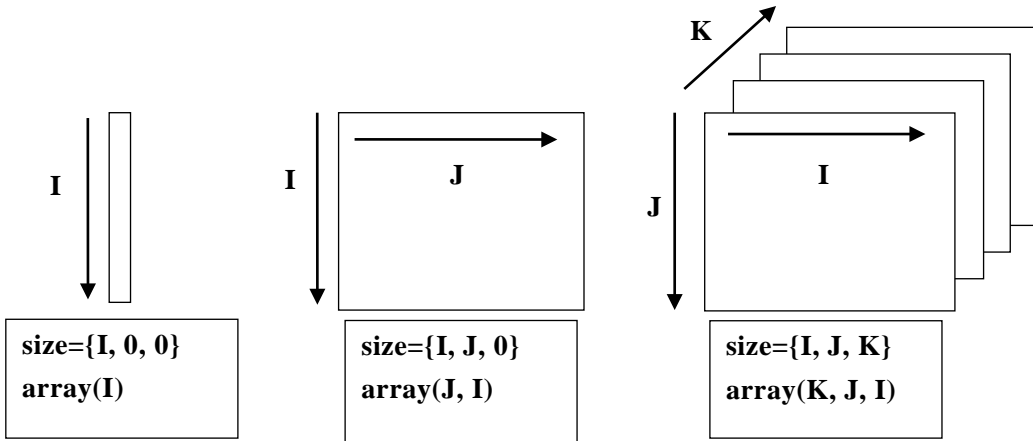 I
size={I, 0, 0}
array(I)
I
J
size={I, J, 0}
array(J, I)
K
J
I
size={I, J, K}
array(K, J, I)